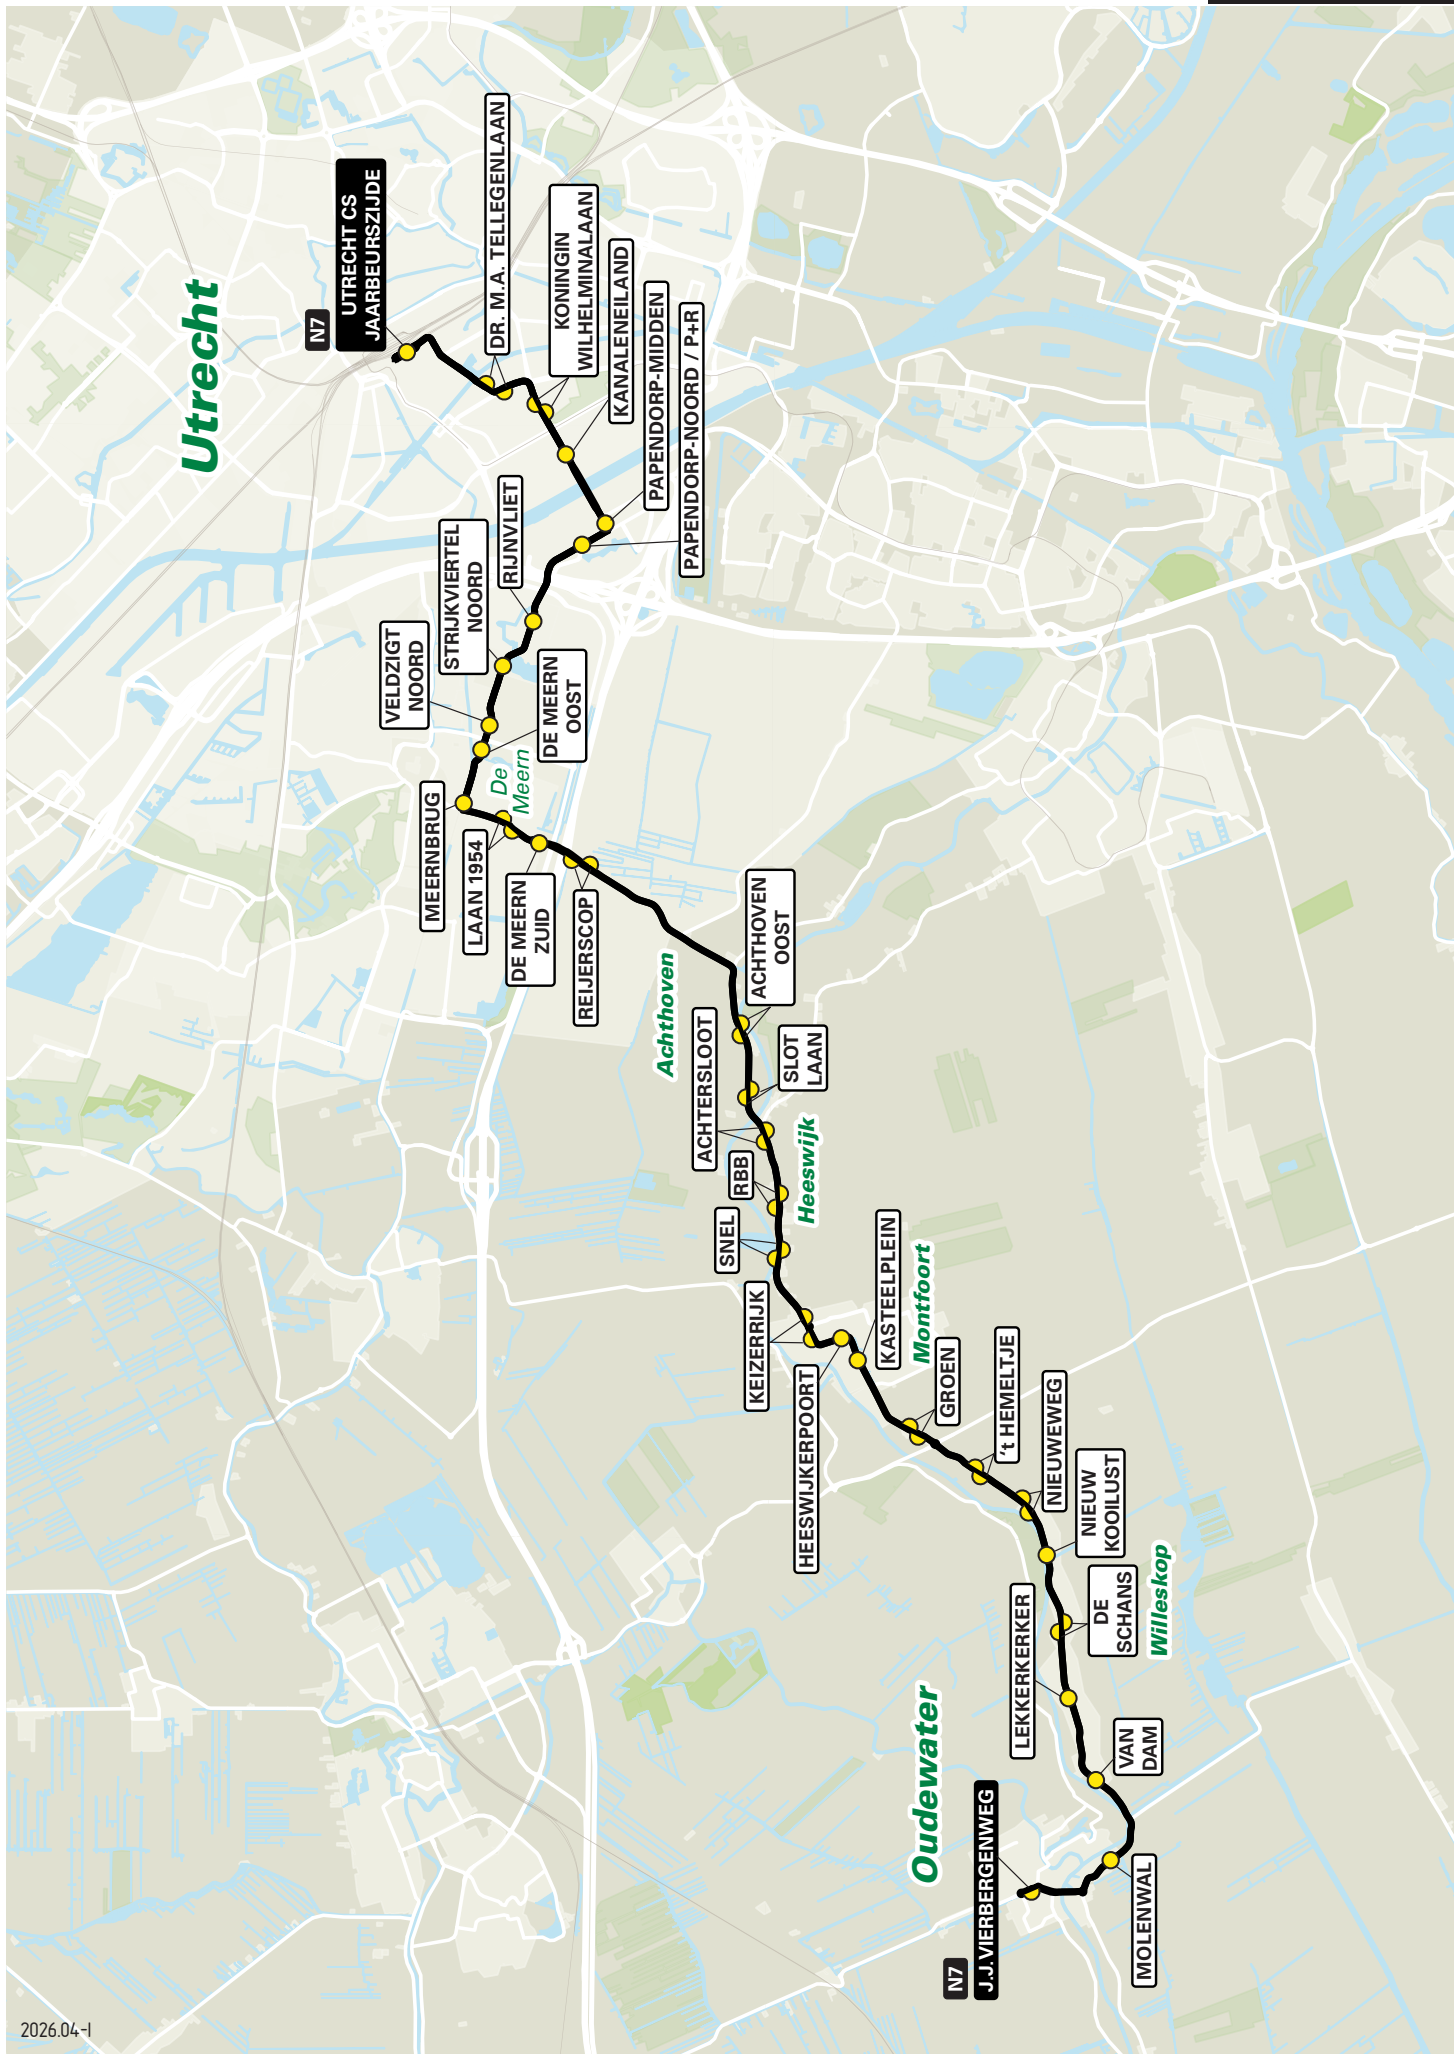 Utrecht
N7
UTRECHT CS
JAARBEURSZIJDE
DR. M.A. TELLEGENLAAN
KONINGIN
WILHELMINALAAN
KANALENEILAND
PAPENDORP-MIDDEN
PAPENDORP-NOORD / P+R
RIJNVLIET
STRIJKVIERTEL
NOORD
VELDZIGT
NOORD
DE MEERN
OOST
De
Meern
MEERNBRUG
LAAN 1954
DE MEERN
ZUID
REIJERSCOP
Achthoven
ACHTHOVEN
OOST
SLOT
LAAN
ACHTERSLOOT
RBB
Heeswijk
SNEL
KEIZERRIJK
HEESWIJKERPOORT
KASTEELPLEIN
Montfoort
GROEN
‘t HEMELTJE
NIEUWEWEG
NIEUW
KOOILUST
DE
SCHANS
Willeskop
LEKKERKERKER
VAN
DAM
Oudewater
MOLENWAL
N7
J.J. VIERBERGENWEG
2026.04-I